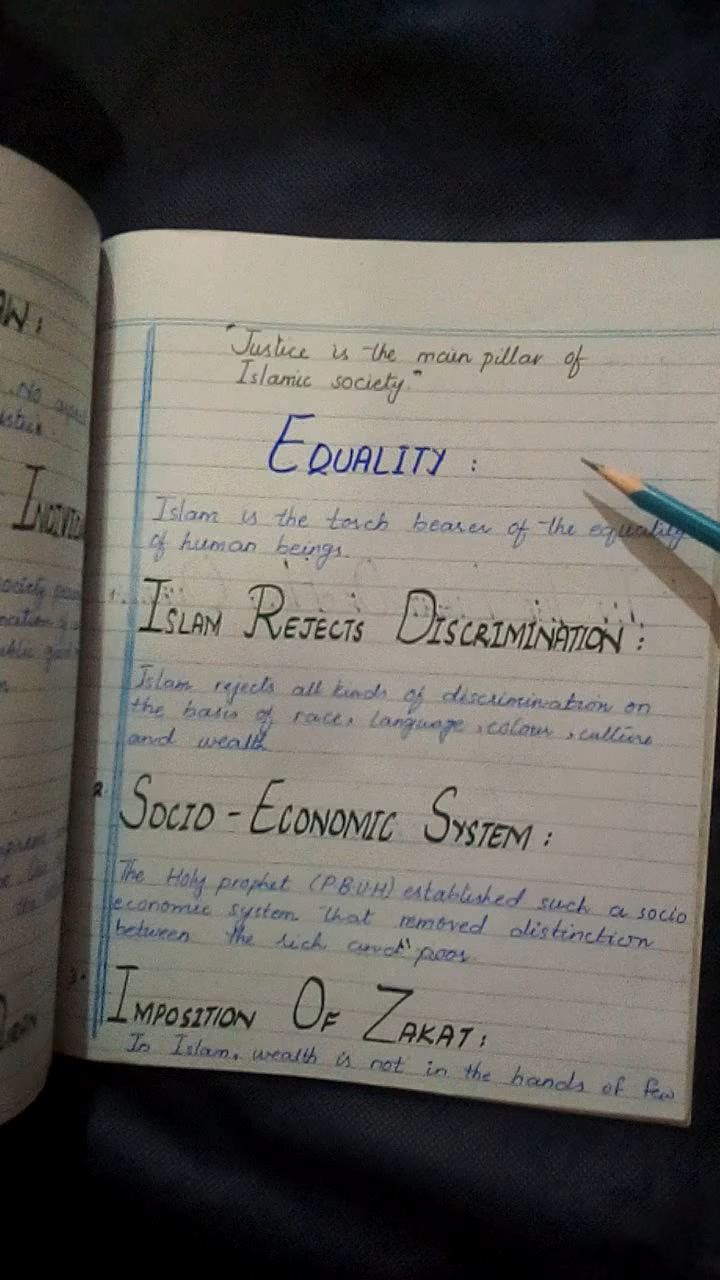 AW:
No
INDIVID
"Justice is the main pillar of
Islamic society."
EQUALITY :
Islam is the torch bearer of the equality
of human beings.
1. ISLAM REJECTS DISCRIMINATION :
Islam rejects all kinds of discrimination on
the basis of race, language, colour, culture
and wealth
2. SOCIO-ECONOMIC SYSTEM :
The Holy prophet (P.B.U.H) established such a socio
economic system that removed distinction
between the rich and poor
3. IMPOSITION OF ZAKAT:
In Islam, wealth is not in the hands of few